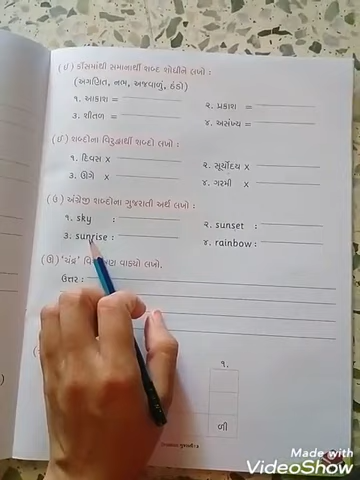 (ઇ) કૌંસમાંથી સમાનાર્થી શબ્દ શોધીને લખો :
(અગણિત, નભ, અજવાળું, ઠંડો)
૧. આકાશ = ૨. પ્રકાશ =
૩. શીતળ = ૪. અસંખ્ય =
(ઈ) શબ્દોના વિરુદ્ધાર્થી શબ્દો લખો :
૧. દિવસ x ૨. સૂર્યોદય x
૩. ઊગે x ૪. ગરમી x
(ઉ) અંગ્રેજી શબ્દોના ગુજરાતી અર્થ લખો :
૧. sky : ૨. sunset :
૩. sunrise : ૪. rainbow :
(ઊ) 'ચંદ્ર' વાક્યો લખો.
ઉત્તર :
૧.
ળી
Made with
VideoShow